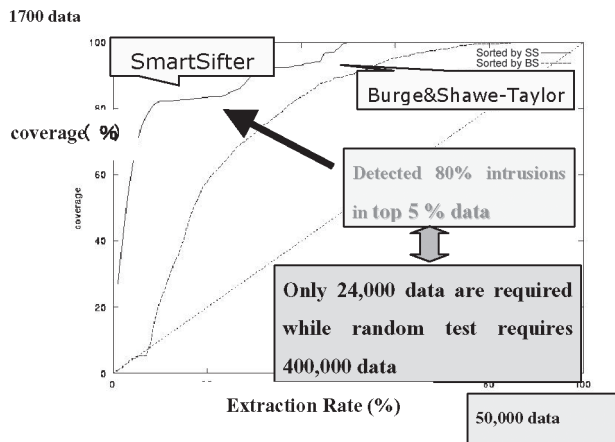 1700 data
100
SmartSifter
Sorted by SS
Sorted by BS
Burge&Shawe-Taylor
80
coverage( %)
60
Detected 80% intrusions
in top 5 % data
coverage
40
Only 24,000 data are required
while random test requires
400,000 data
20
0
0
80
100
Extraction Rate (%)
50,000 data